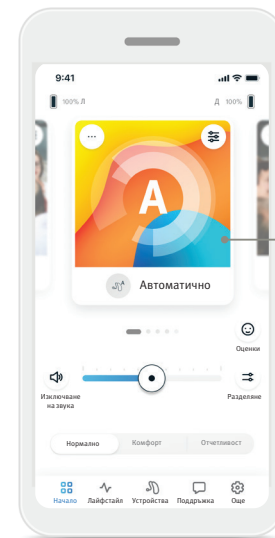 9:41
100% Л
Д 100%
...
A
Автоматично
Оценки
Изключване
на звука
Разделяне
Нормално
Комфорт
Отчетливост
Начало
Лайфстайл
Устройства
Поддръжка
Още